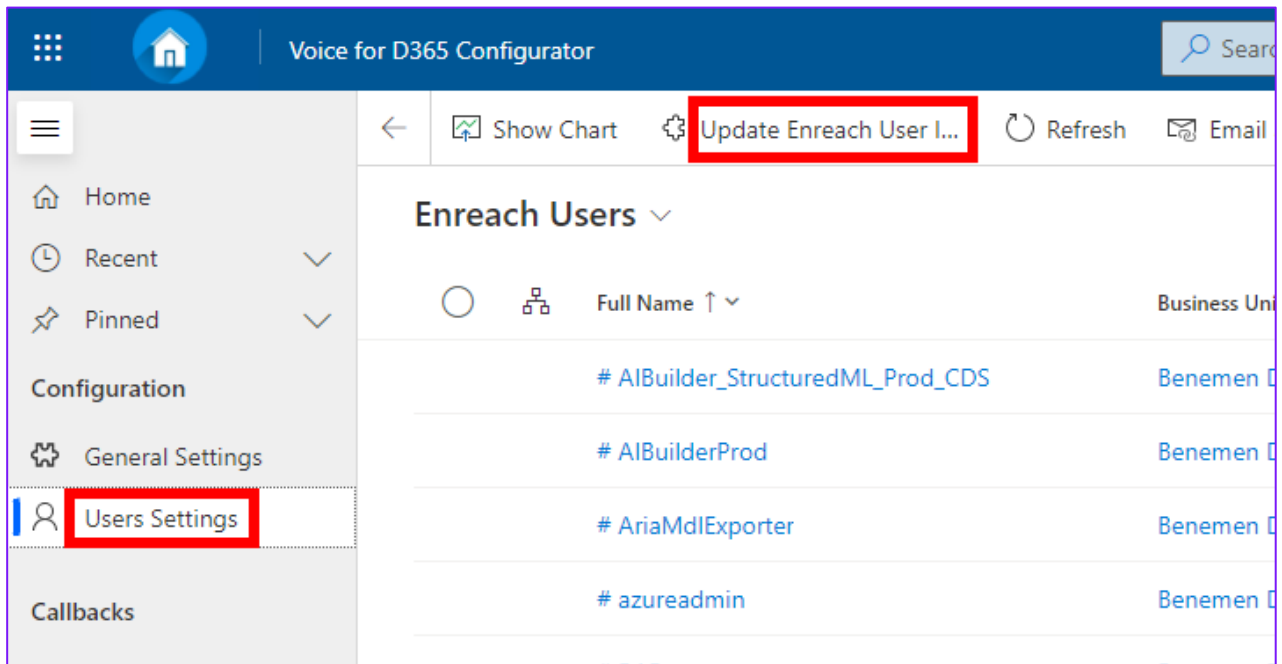 Voice for D365 Configurator
Show Chart
Update Enreach User I...
Refresh
Email
Home
Recent
Pinned
Configuration
General Settings
Users Settings
Callbacks
Enreach Users
Full Name ↑
Business
# AIBuilder_StructuredML_Prod_CDS
Benemen
# AIBuilderProd
Benemen
# AriaMdlExporter
Benemen
# azureadmin
Benemen